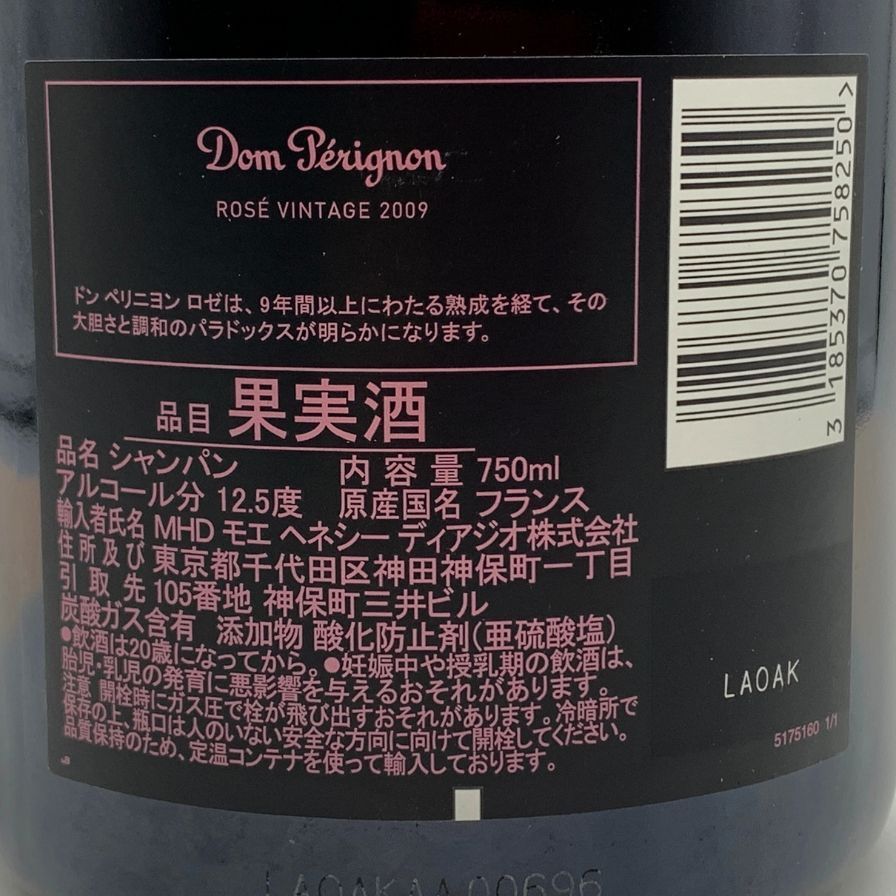 Dom Pérignon
ROSÉ VINTAGE 2009
ドン ペリニヨン ロゼは、9年間以上にわたる熟成を経て、その
大胆さと調和のパラドックスが明らかになります。
品目 果実酒
品名 シャンパン 内容量 750ml
アルコール分 12.5度 原産国名 フランス
輸入者氏名 MHD モエ ヘネシー ディアジオ株式会社
住所及び 東京都千代田区神田神保町一丁目
引取先 105番地 神保町三井ビル
炭酸ガス含有 添加物 酸化防止剤(亜硫酸塩)
●飲酒は20歳になってから。●妊娠中や授乳期の飲酒は、
胎児・乳児の発育に悪影響を与えるおそれがあります。
注意 開栓時にガス圧で栓が飛び出すおそれがあります。冷暗所で
保存の上、瓶口は人のいない安全な方向に向けて開栓してください。
品質保持のため、定温コンテナを使って輸入しております。
3 185370 758250 >
LAOAK
5175160 1/1
LAOAKAA00696